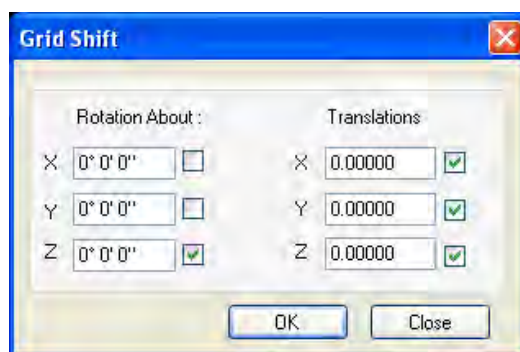 Grid Shift
Rotation About : Translations
X 0° 0' 0" X 0.00000
Y 0° 0' 0" Y 0.00000
Z 0° 0' 0" Z 0.00000
OK Close